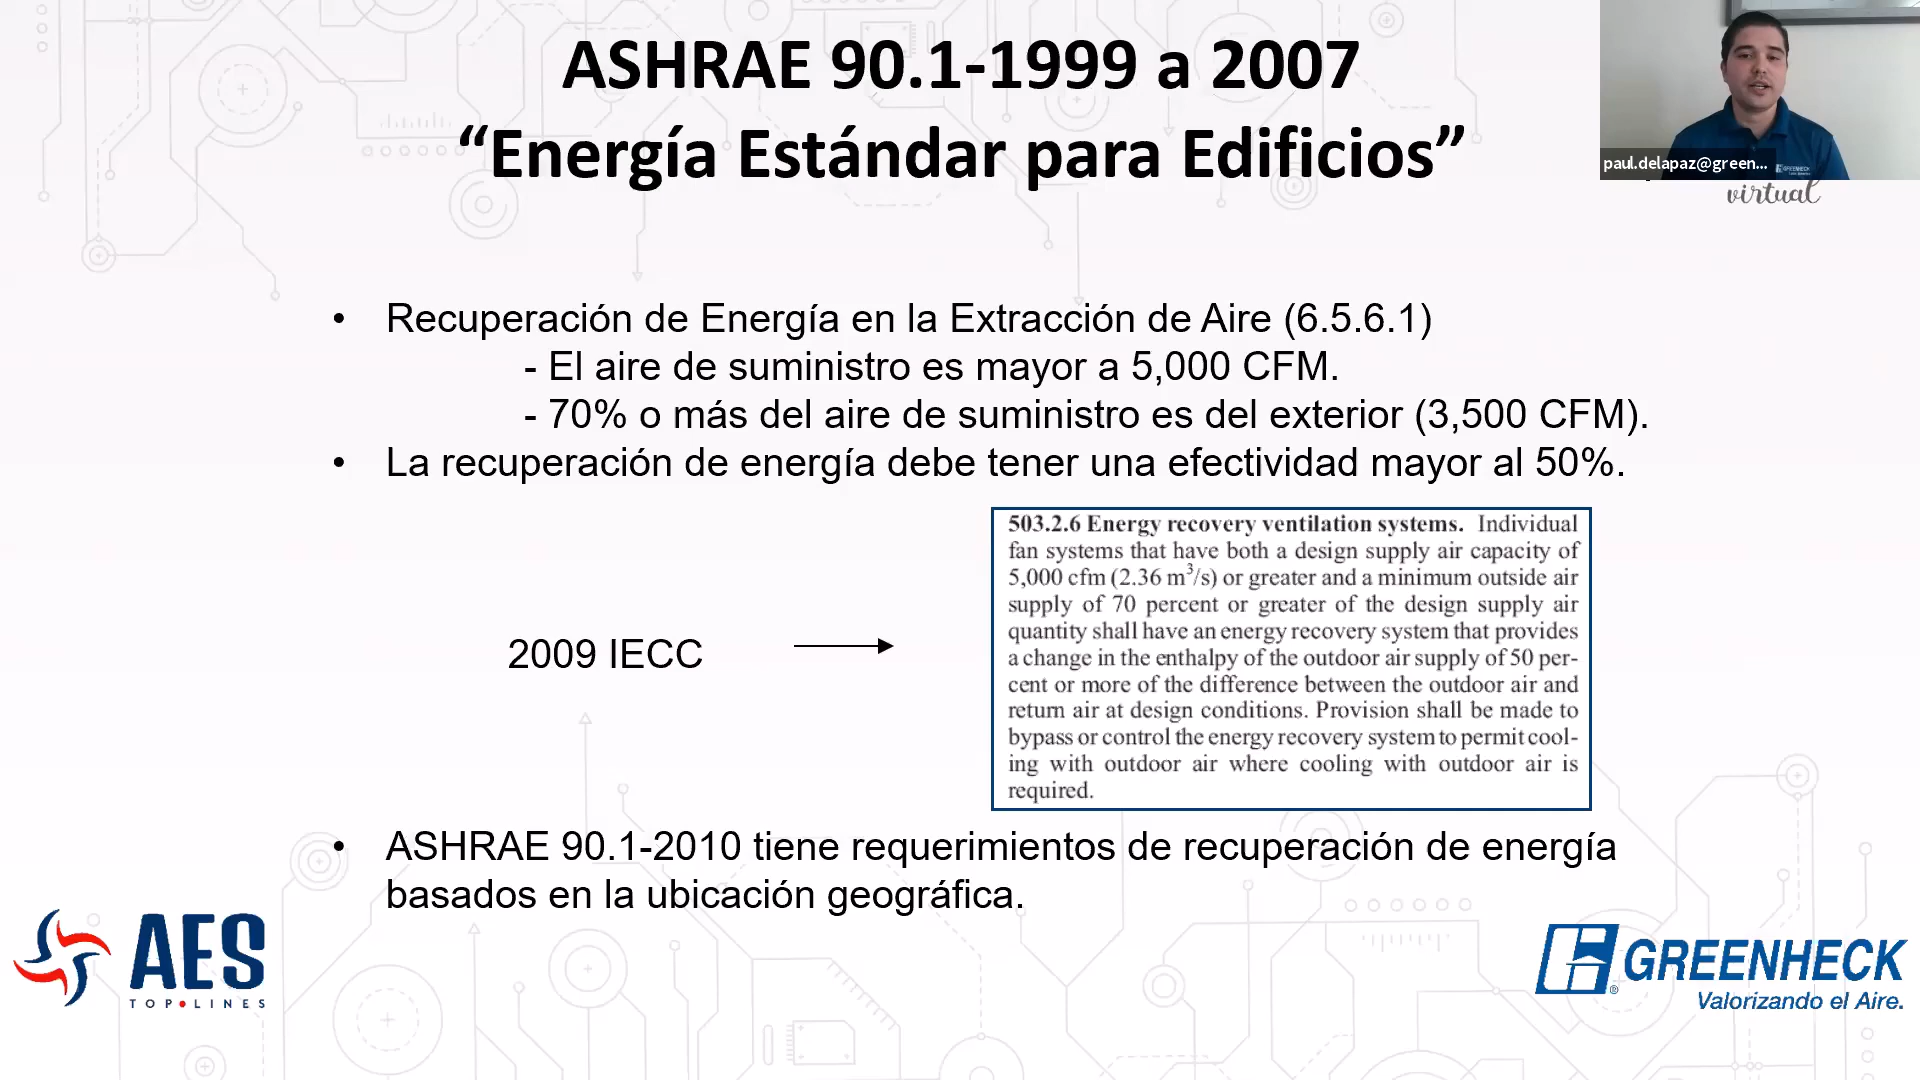 ASHRAE 90.1-1999 a 2007
“Energía Estándar para Edificios”
paul.delapaz@green...
GREENHECK
virtual
• Recuperación de Energía en la Extracción de Aire (6.5.6.1)
- El aire de suministro es mayor a 5,000 CFM.
- 70% o más del aire de suministro es del exterior (3,500 CFM).
• La recuperación de energía debe tener una efectividad mayor al 50%.
2009 IECC
503.2.6 Energy recovery ventilation systems. Individual
fan systems that have both a design supply air capacity of
5,000 cfm (2.36 m³/s) or greater and a minimum outside air
supply of 70 percent or greater of the design supply air
quantity shall have an energy recovery system that provides
a change in the enthalpy of the outdoor air supply of 50 per-
cent or more of the difference between the outdoor air and
return air at design conditions. Provision shall be made to
bypass or control the energy recovery system to permit cool-
ing with outdoor air where cooling with outdoor air is
required.
• ASHRAE 90.1-2010 tiene requerimientos de recuperación de energía
basados en la ubicación geográfica.
AES
TOP•LINES
GREENHECK
Valorizando el Aire.